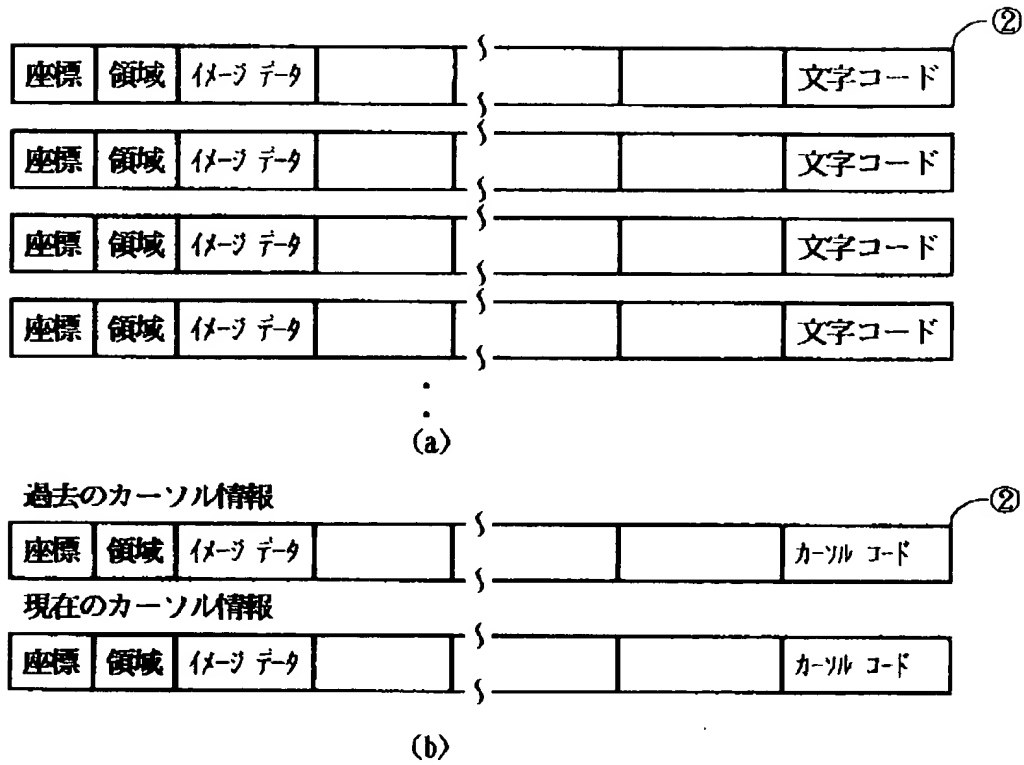 ②
座標 領域 イメージ データ 文字コード
座標 領域 イメージ データ 文字コード
座標 領域 イメージ データ 文字コード
座標 領域 イメージ データ 文字コード
(a)
過去のカーソル情報
②
座標 領域 イメージ データ カーソル コード
現在のカーソル情報
座標 領域 イメージ データ カーソル コード
(b)